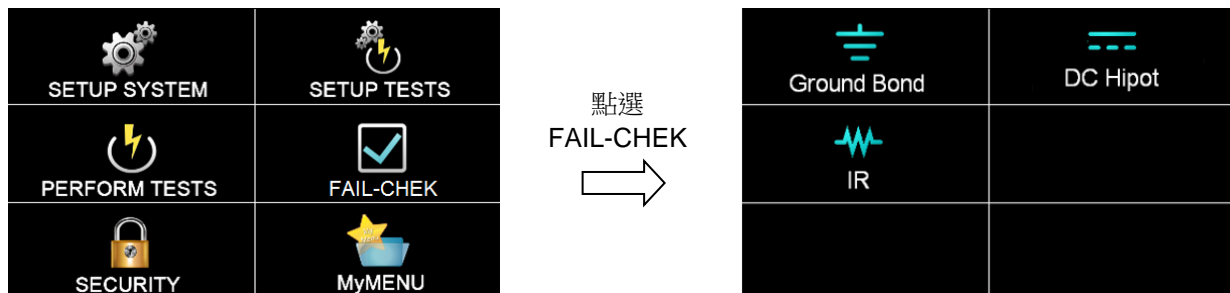 SETUP SYSTEM
SETUP TESTS
PERFORM TESTS
FAIL-CHEK
SECURITY
MyMENU
點選
FAIL-CHEK
Ground Bond
DC Hipot
IR